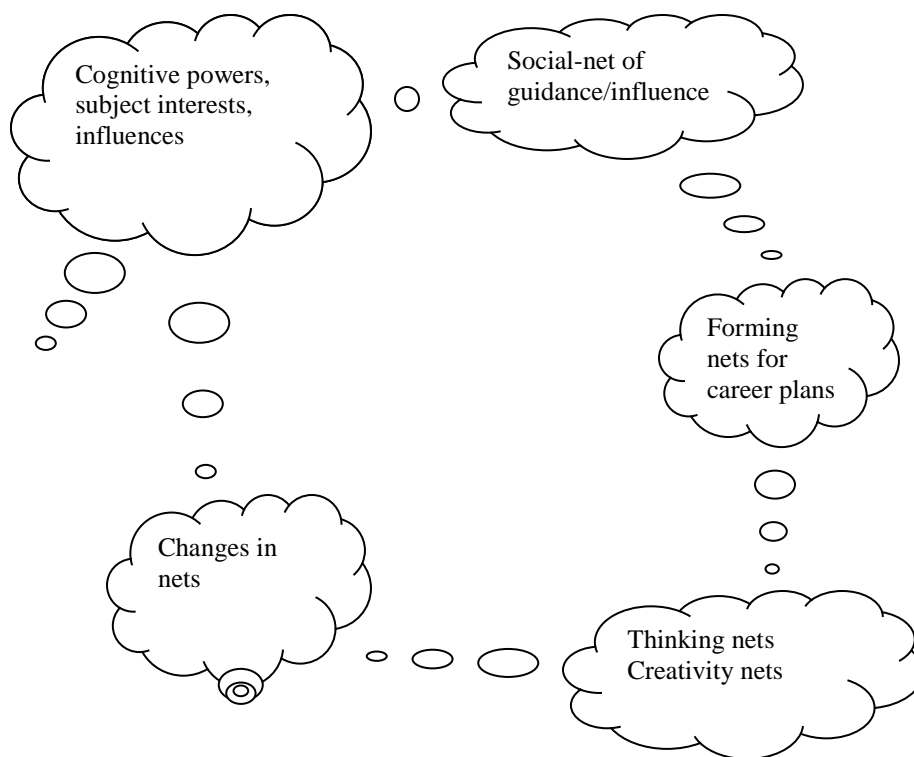 Cognitive powers,
subject interests,
influences
Social-net of
guidance/influence
Forming
nets for
career plans
Changes in
nets
Thinking nets
Creativity nets